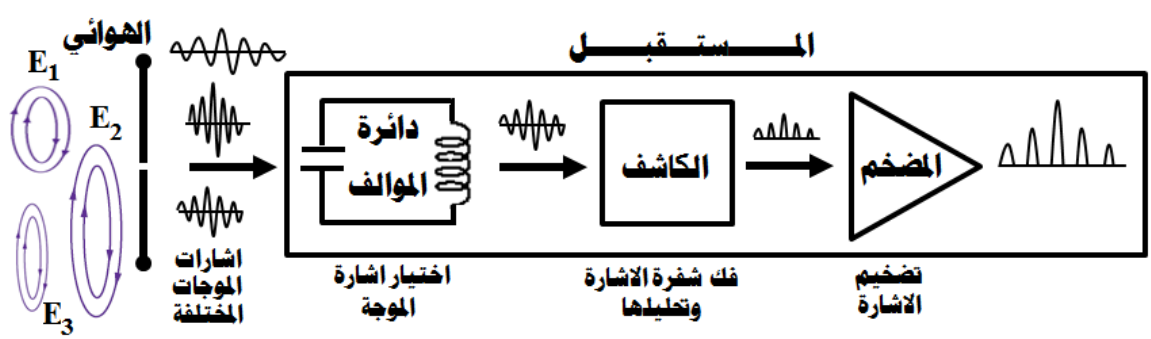 المستقبل
الهوائي
E1
E2
E3
اشارات
الموجات
المختلفة
دائرة
الموالف
اختيار اشارة
الموجة
الكاشف
فك شفرة الاشارة
وتحليلها
المضخم
تضخيم
الاشارة